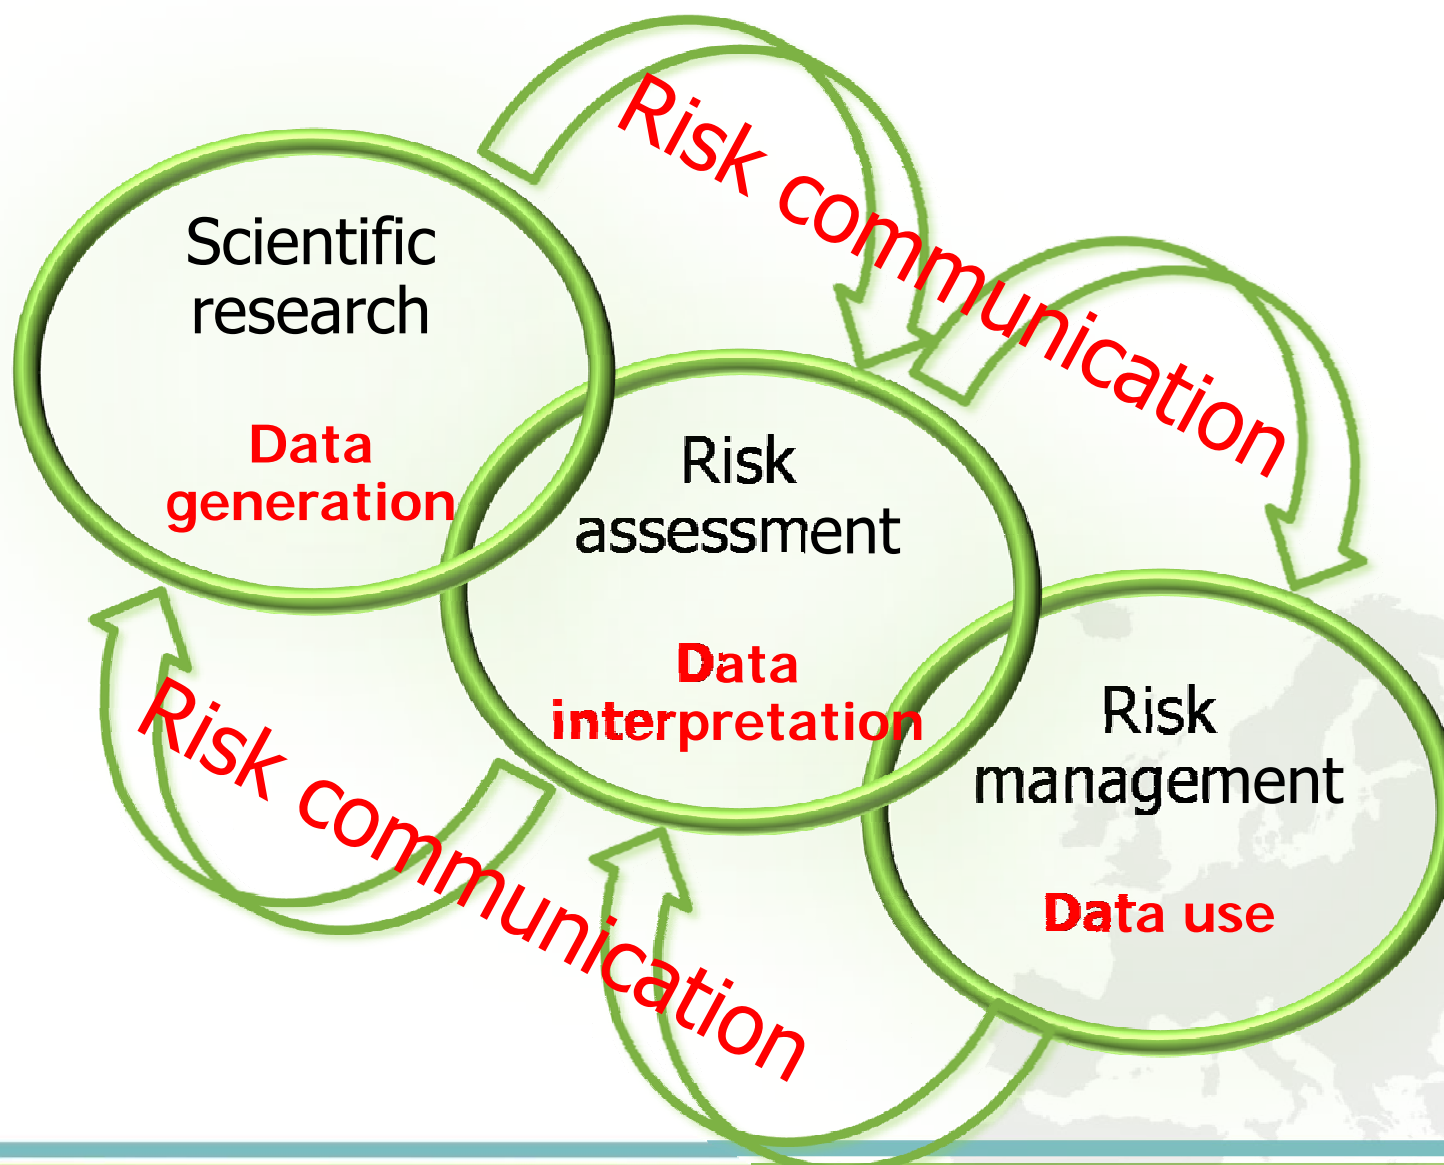 Risk communication
Scientific
research
Data
generation
Risk
assessment
Data
interpretation
Risk
management
Data use
Risk communication